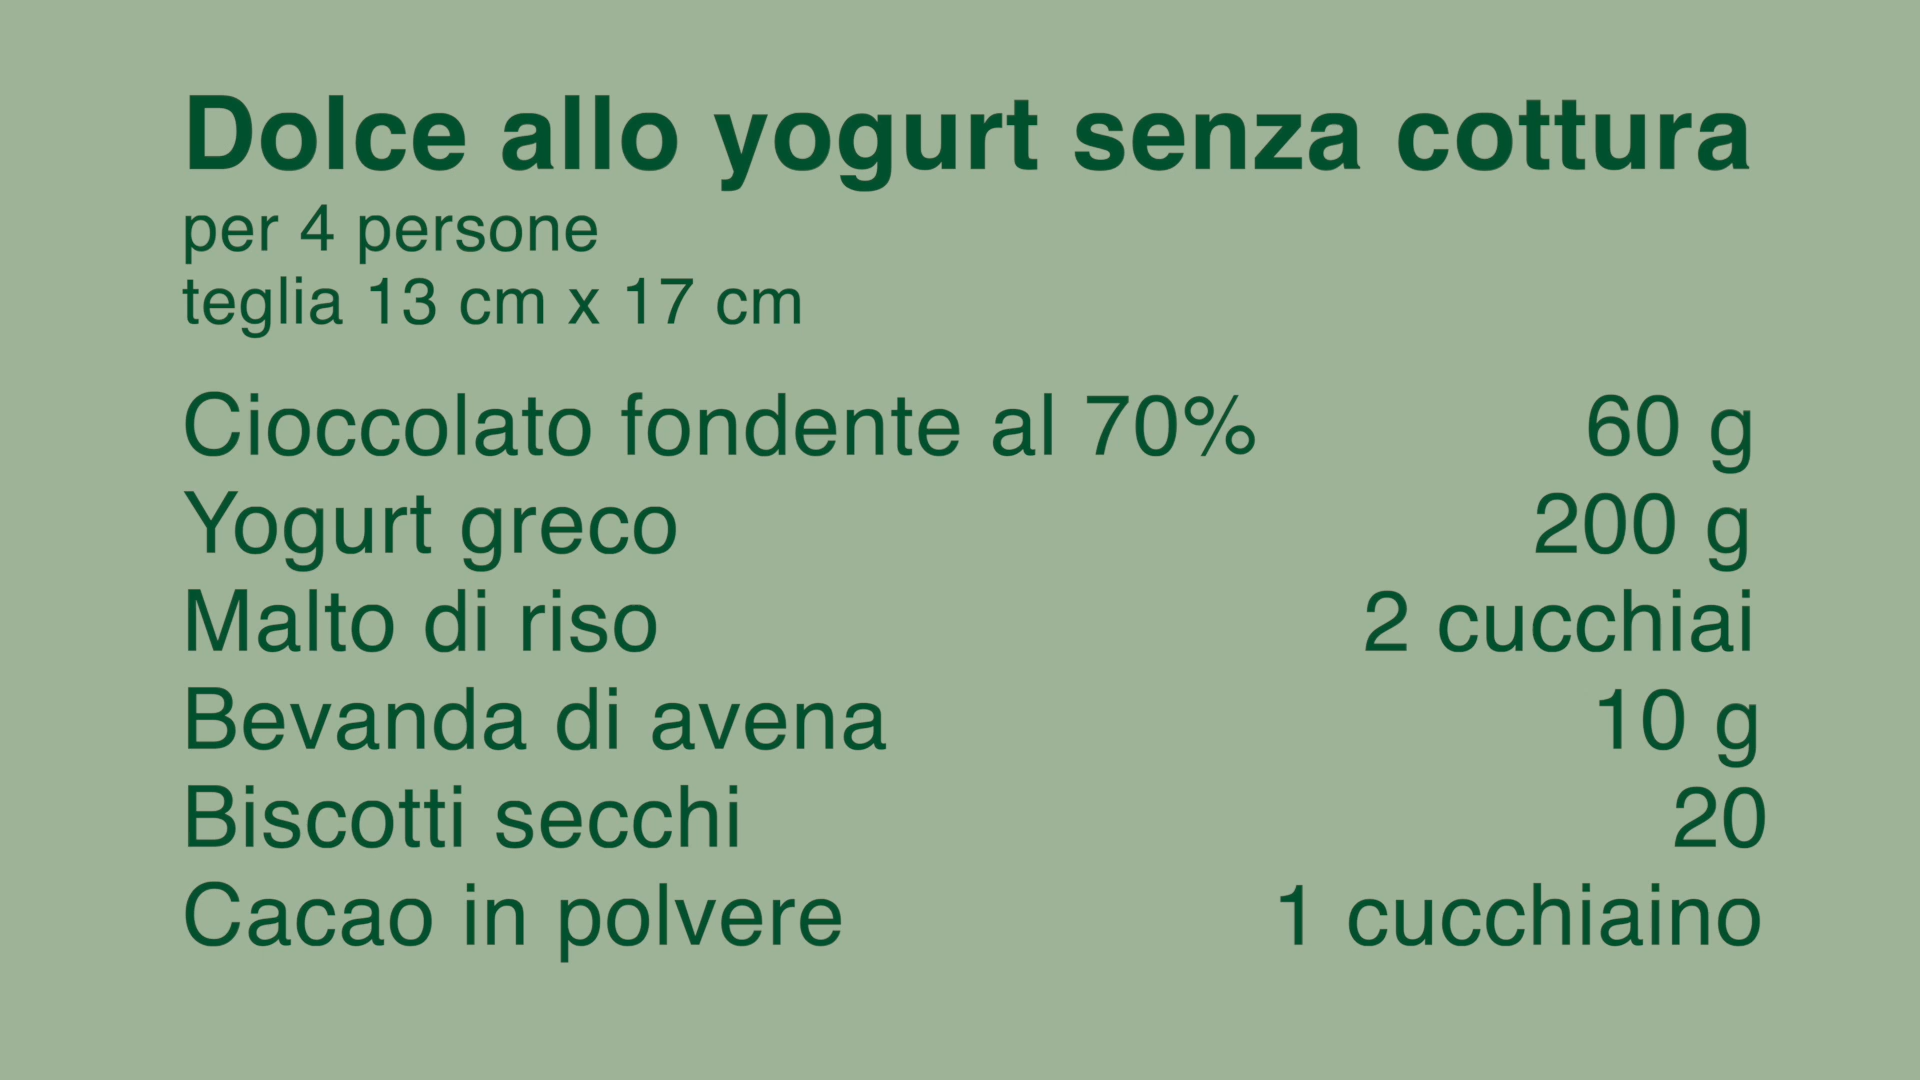 Dolce allo yogurt senza cottura
per 4 persone
teglia 13 cm x 17 cm
Cioccolato fondente al 70% 60 g
Yogurt greco 200 g
Malto di riso 2 cucchiai
Bevanda di avena 10 g
Biscotti secchi 20
Cacao in polvere 1 cucchiaino